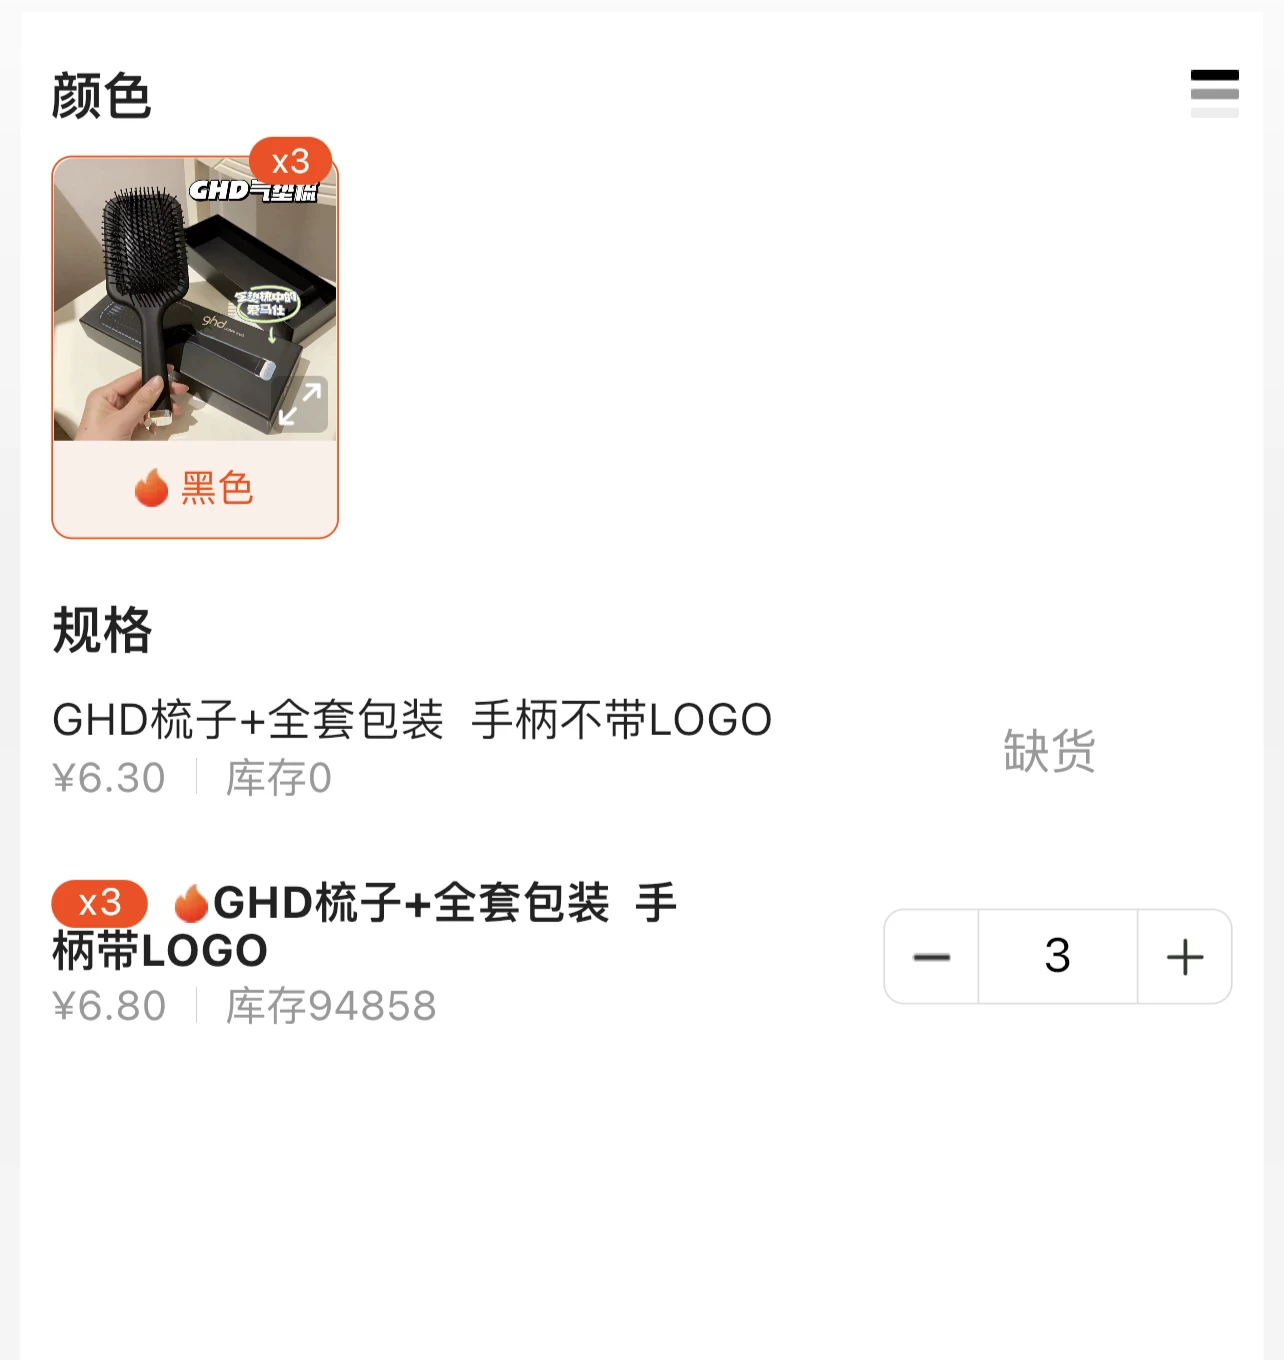 颜色
x3
GHD气垫梳
气垫梳中的
爱马仕
ghd
🔥 黑色
规格
GHD梳子+全套包装 手柄不带LOGO
¥6.30 | 库存0
缺货
x3 🔥GHD梳子+全套包装 手
柄带LOGO
¥6.80 | 库存94858
3